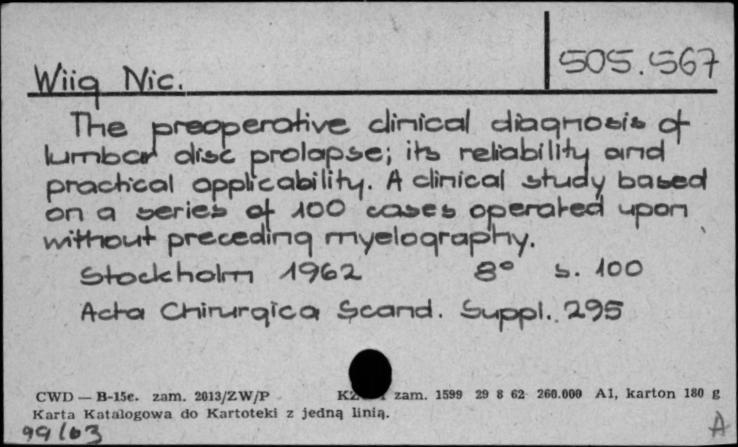 505.567
Wiig Nic.
The preoperative clinical diagnosis of
lumbar disc prolapse; its reliability and
practical applicability. A clinical study based
on a series of 100 cases operated upon
without preceding myelography.
Stockholm 1962 8° s. 100
Acta Chirurgica Scand. Suppl. 295
CWD — B-15c. zam. 2013/ZW/P zam. 1599 29 8 62 260.000 A1, karton 180 g
Karta Katalogowa do Kartoteki z jedną linią.
99/63 A